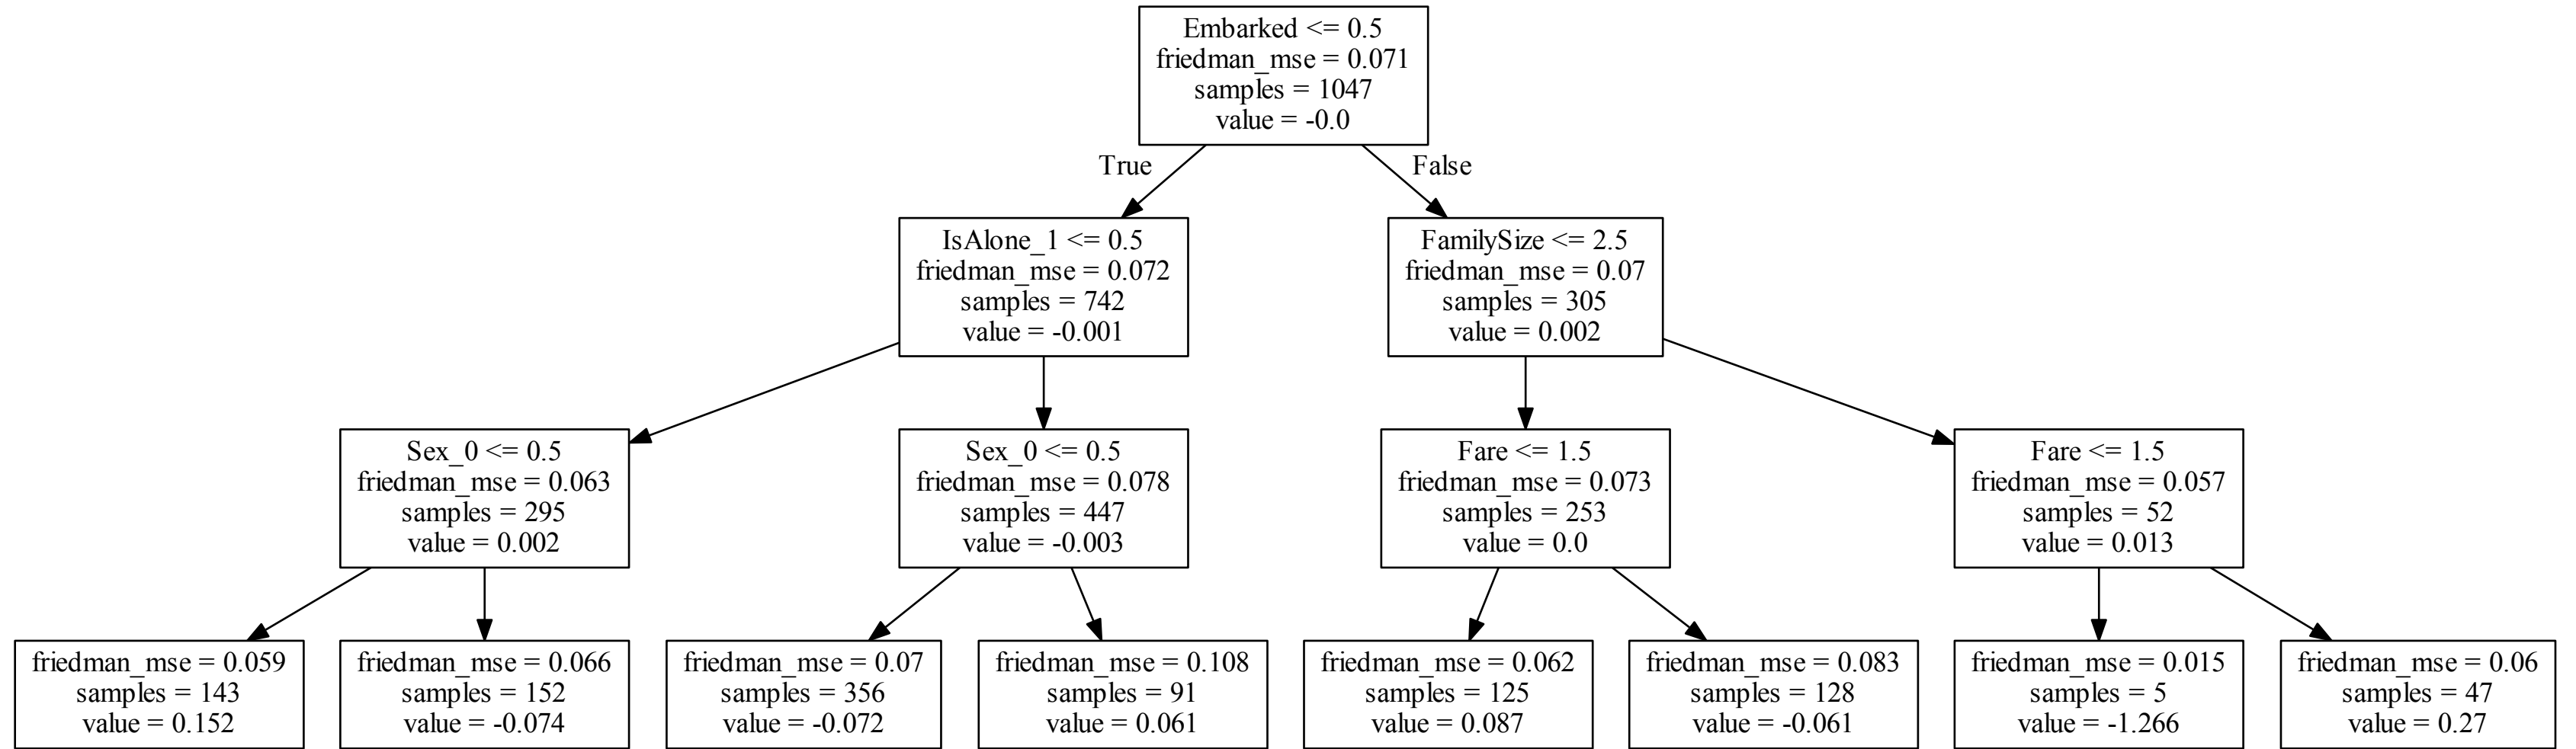 Embarked <= 0.5
friedman_mse = 0.071
samples = 1047
value = -0.0
True
False
IsAlone_1 <= 0.5
friedman_mse = 0.072
samples = 742
value = -0.001
FamilySize <= 2.5
friedman_mse = 0.07
samples = 305
value = 0.002
Sex_0 <= 0.5
friedman_mse = 0.063
samples = 295
value = 0.002
Sex_0 <= 0.5
friedman_mse = 0.078
samples = 447
value = -0.003
Fare <= 1.5
friedman_mse = 0.073
samples = 253
value = 0.0
Fare <= 1.5
friedman_mse = 0.057
samples = 52
value = 0.013
friedman_mse = 0.059
samples = 143
value = 0.152
friedman_mse = 0.066
samples = 152
value = -0.074
friedman_mse = 0.07
samples = 356
value = -0.072
friedman_mse = 0.108
samples = 91
value = 0.061
friedman_mse = 0.062
samples = 125
value = 0.087
friedman_mse = 0.083
samples = 128
value = -0.061
friedman_mse = 0.015
samples = 5
value = -1.266
friedman_mse = 0.06
samples = 47
value = 0.27